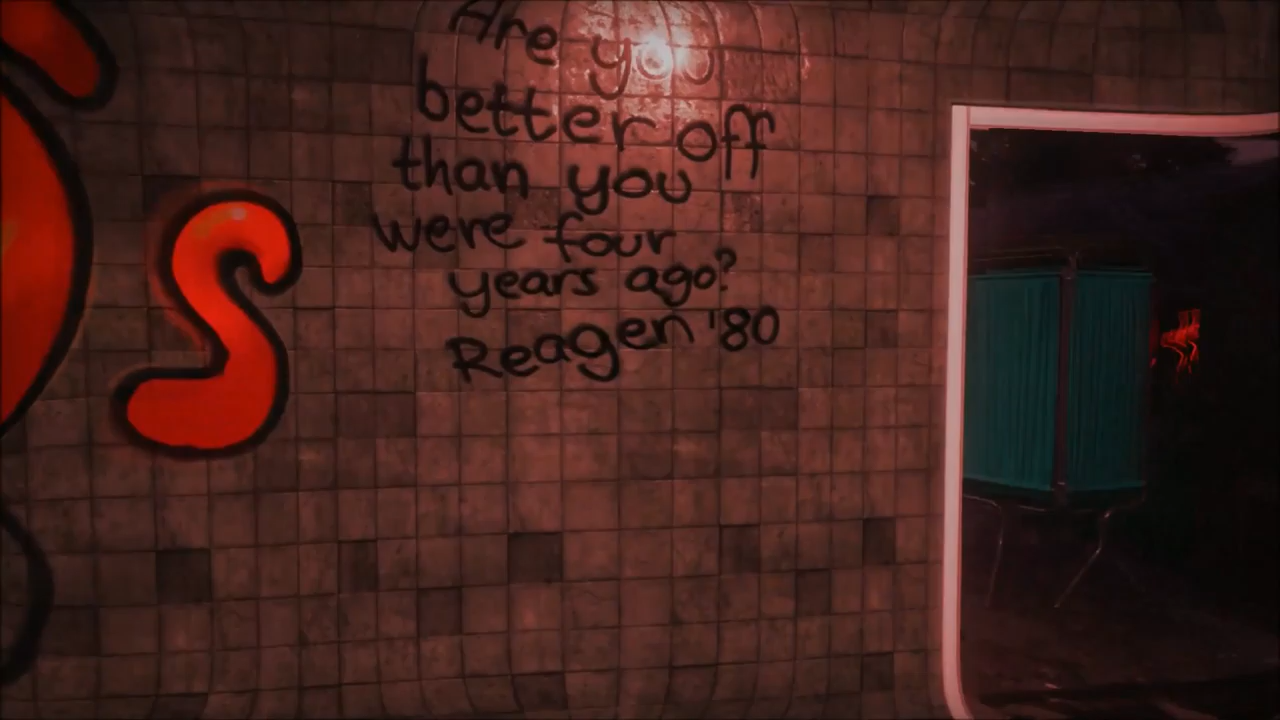 Are you
better off
than you
were four
years ago?
Reagen '80
s